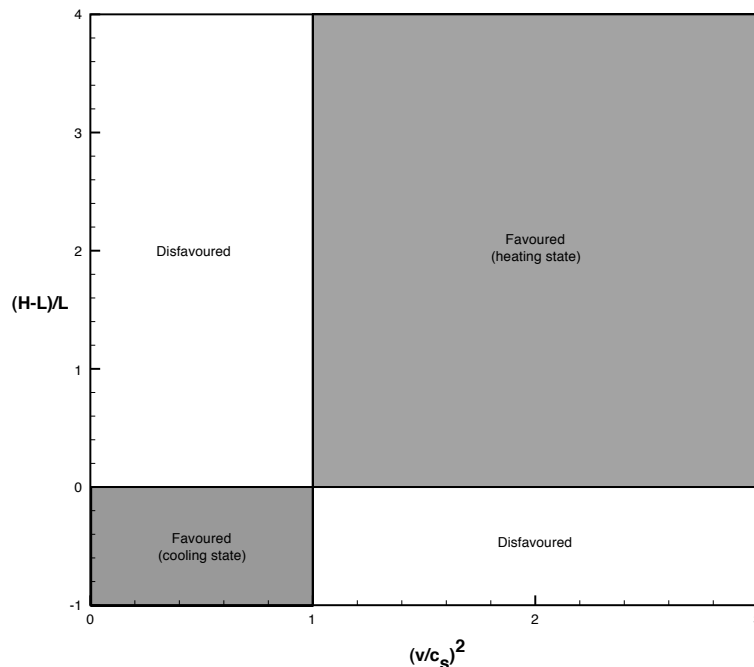 4
3
Favoured
(heating state)
Disfavoured
2
(H-L)/L
1
0
Favoured
(cooling state)
Disfavoured
-1
0
1
2
(v/c_s)^2